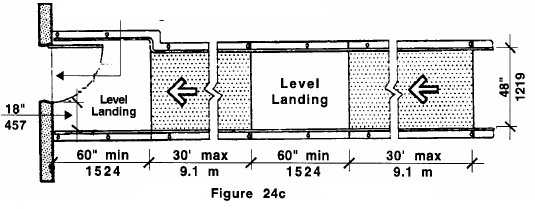 18"
457
Level
Landing
Level
Landing
48"
1219
60" min
1524
30' max
9.1 m
60" min
1524
30' max
9.1 m
Figure 24c